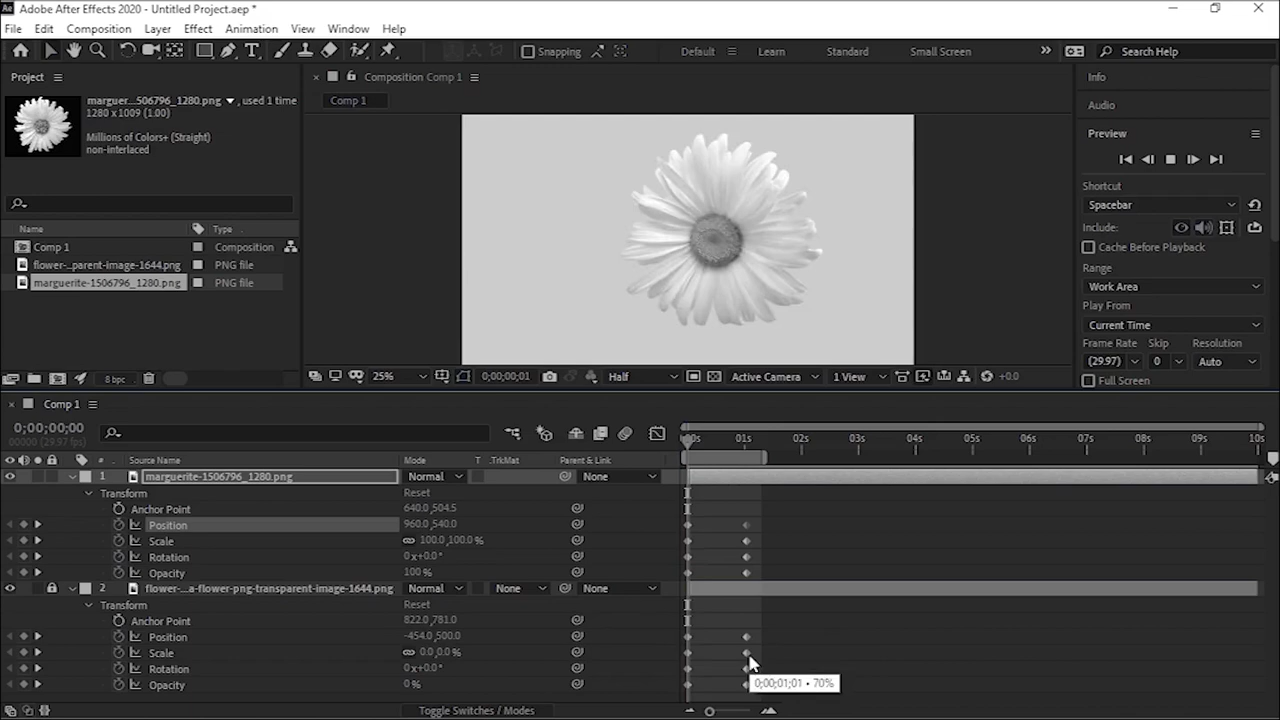 Adobe After Effects 2020 - Untitled Project.aep *
File Edit Composition Layer Effect Animation View Window Help
Snapping Default Learn Standard Small Screen Search Help
Project
marguer...506796_1280.png , used 1 time
1280 x 1009 (1.00)
Millions of Colors+ (Straight)
non-interlaced
Name Type
Comp 1 Composition
flower-...parent-image-1644.png PNG file
marguerite-1506796_1280.png PNG file
8 bpc
Composition Comp 1
Comp 1
25% 0;00;00;01 Half Active Camera 1 View +0.0
Info
Audio
Preview
Shortcut
Spacebar
Include:
Cache Before Playback
Range
Work Area
Play From
Current Time
Frame Rate Skip Resolution
(29.97) 0 Auto
Full Screen
Comp 1
0;00;00;00
00000 (29.97 fps)
:00s 01s 02s 03s 04s 05s 06s 07s 08s 09s 10s
# Source Name Mode T .TrkMat Parent & Link
1 marguerite-1506796_1280.png Normal None
Transform Reset
Anchor Point 640.0,504.5
Position 960.0,540.0
Scale 100.0,100.0%
Rotation 0x+0.0°
Opacity 100%
2 flower-...a-flower-png-transparent-image-1644.png Normal None None
Transform Reset
Anchor Point 822.0,781.0
Position -454.0,500.0
Scale 0.0,0.0%
Rotation 0x+0.0°
Opacity 0%
0;00;01;01 • 70%
Toggle Switches / Modes